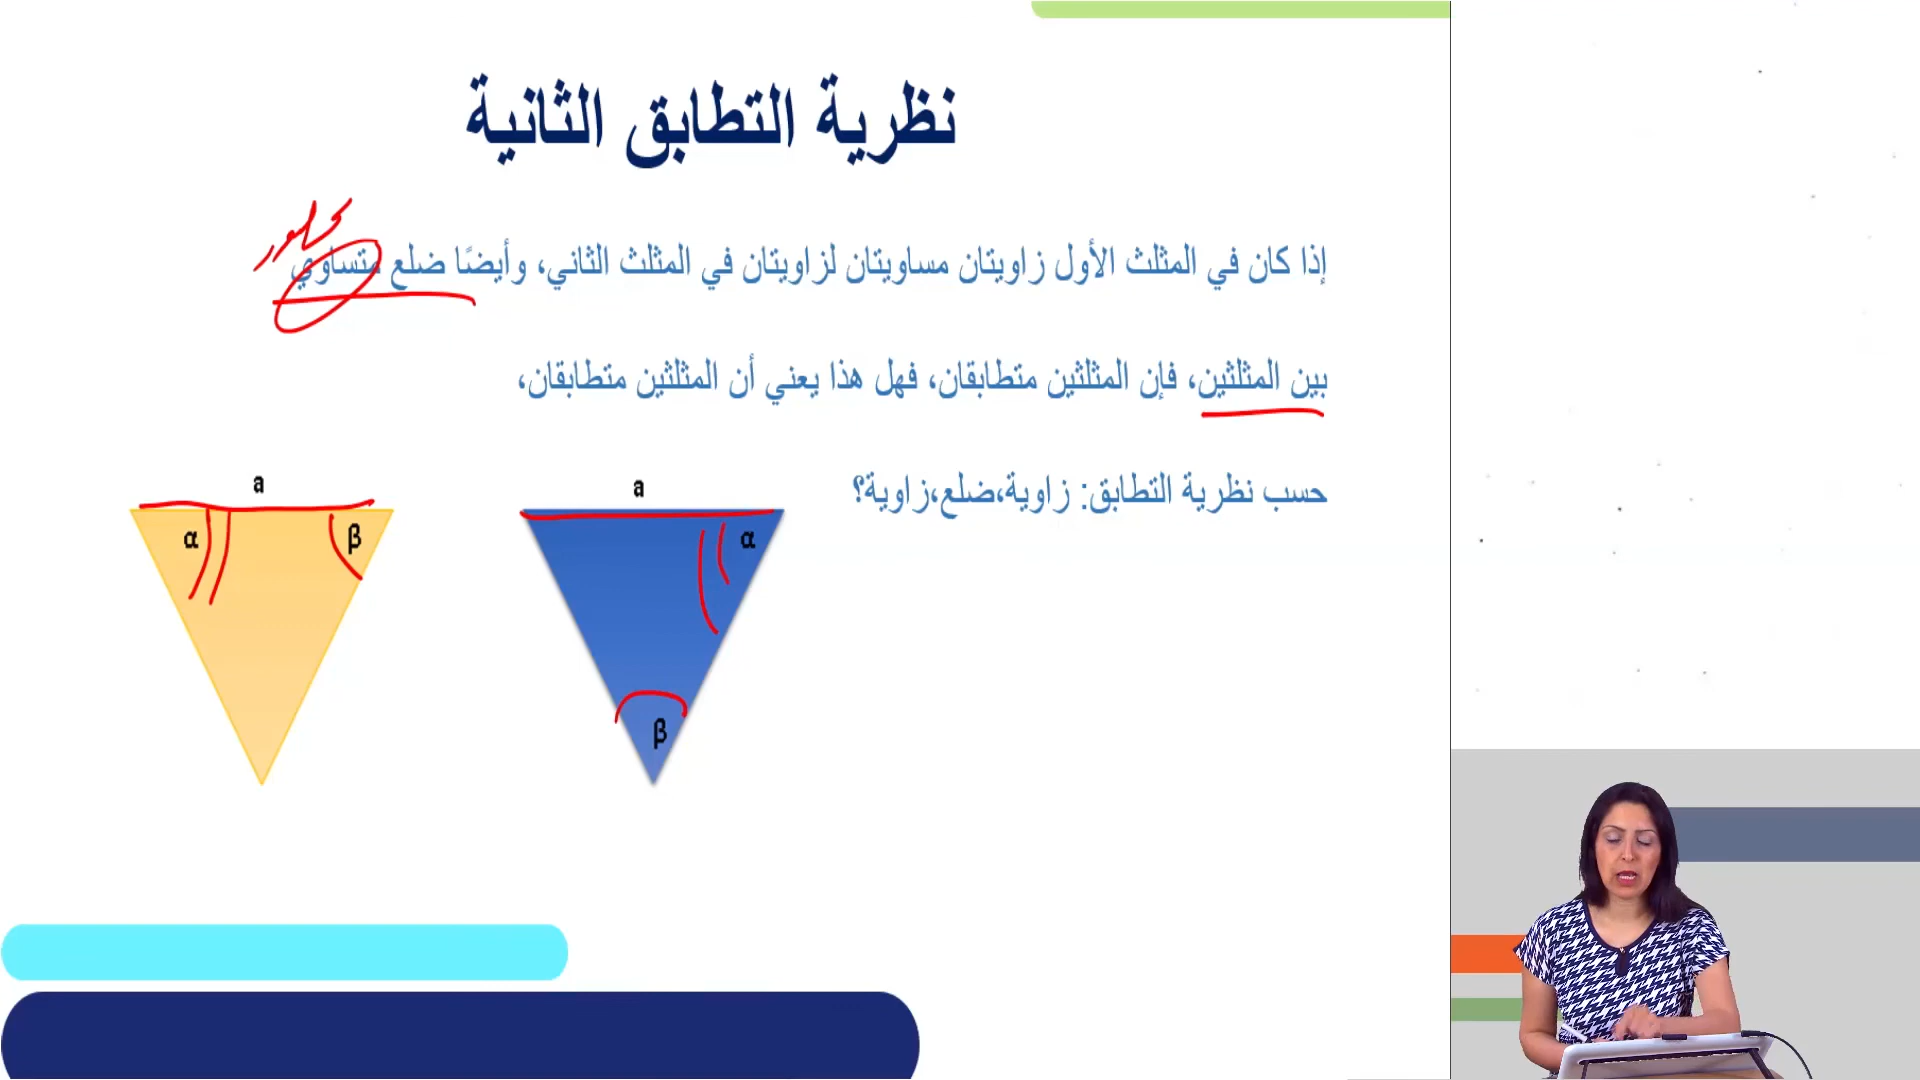 نظرية التطابق الثانية
إذا كان في المثلث الأول زاويتان مساويتان لزاويتان في المثلث الثاني، وأيضًا ضلع متساوي
بين المثلثين، فإن المثلثين متطابقان، فهل هذا يعني أن المثلثين متطابقان،
حسب نظرية التطابق: زاوية،ضلع،زاوية؟
a
a
α
β
α
β